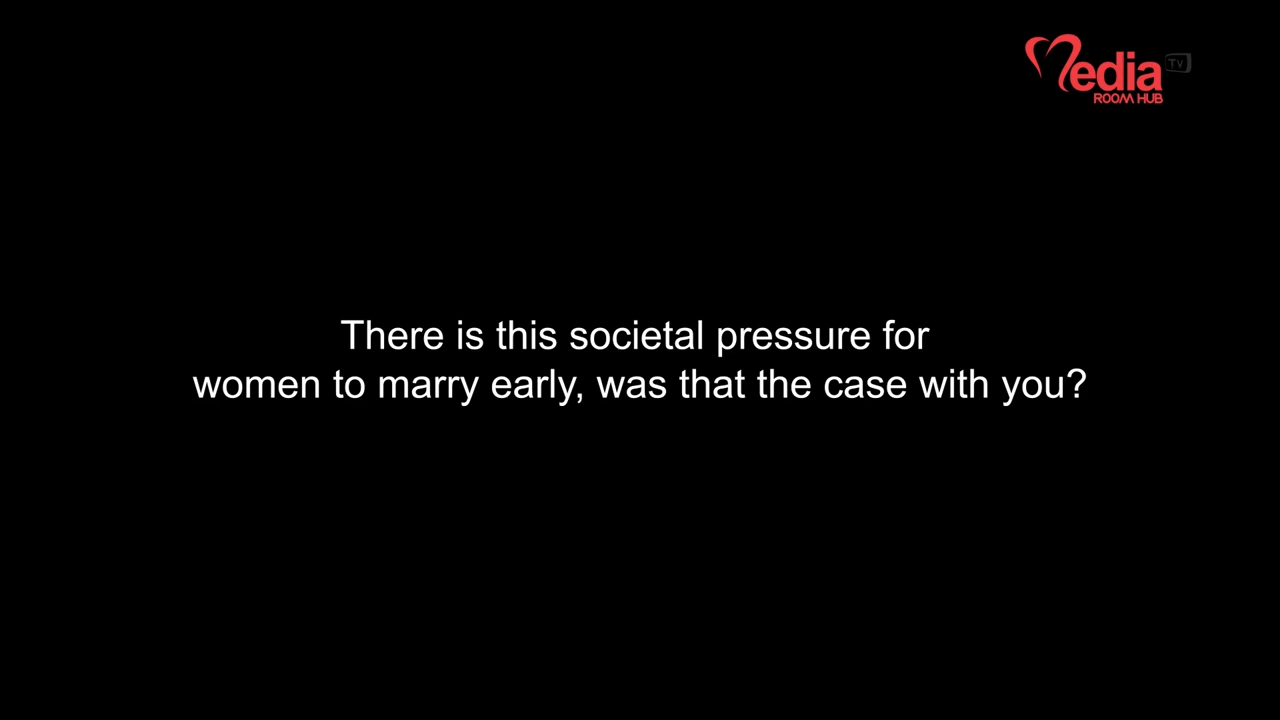 Media TV
ROOM HUB
There is this societal pressure for
women to marry early, was that the case with you?